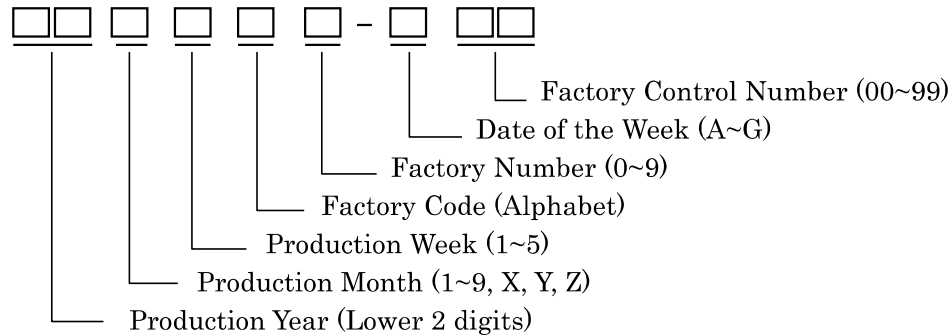 Factory Control Number (00~99)
Date of the Week (A~G)
Factory Number (0~9)
Factory Code (Alphabet)
Production Week (1~5)
Production Month (1~9, X, Y, Z)
Production Year (Lower 2 digits)